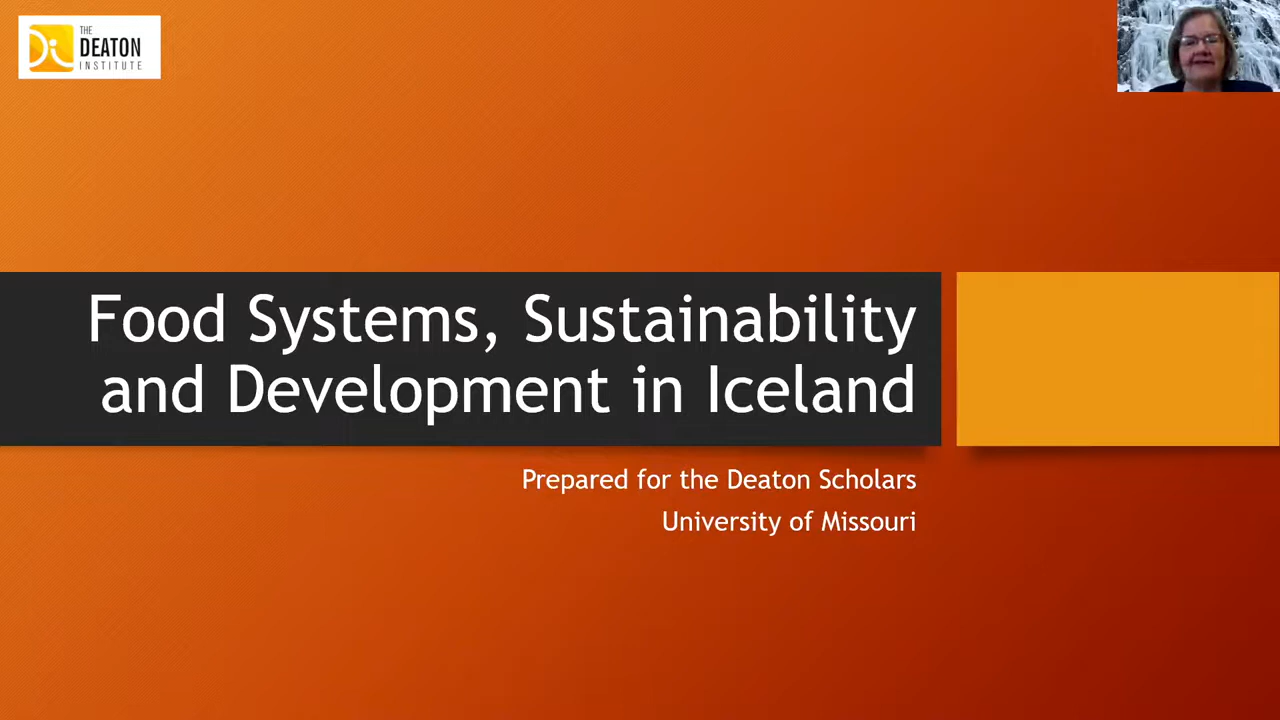 THE
DEATON
INSTITUTE
Food Systems, Sustainability
and Development in Iceland
Prepared for the Deaton Scholars
University of Missouri